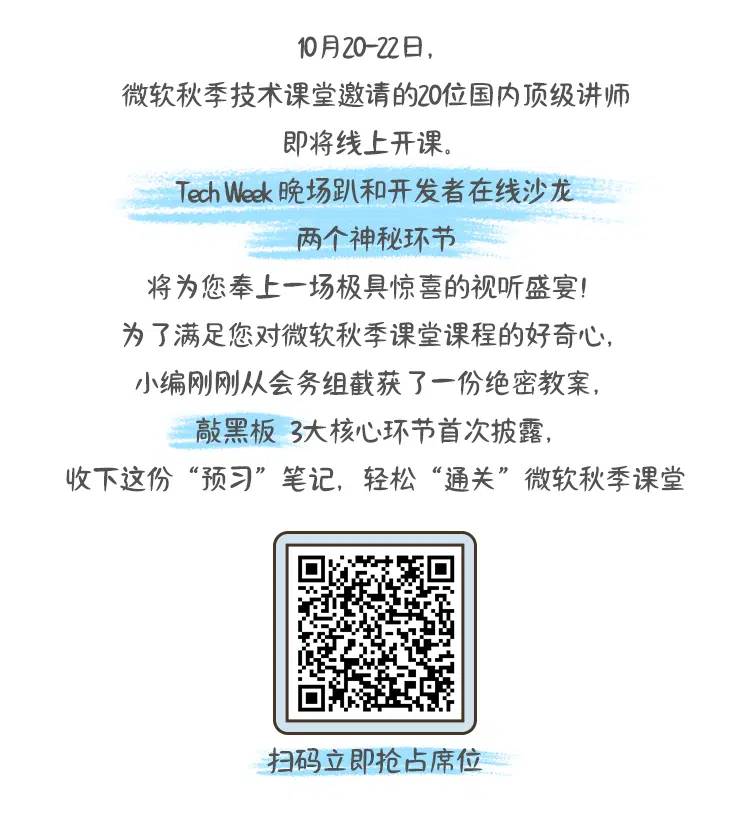 10月20-22日，
微软秋季技术课堂邀请的20位国内顶级讲师
即将线上开课。
Tech Week 晚场趴和开发者在线沙龙
两个神秘环节
将为您奉上一场极具惊喜的视听盛宴！
为了满足您对微软秋季课堂课程的好奇心，
小编刚刚从会务组截获了一份绝密教案，
敲黑板 3大核心环节首次披露，
收下这份“预习”笔记，轻松“通关”微软秋季课堂
扫码立即抢占席位